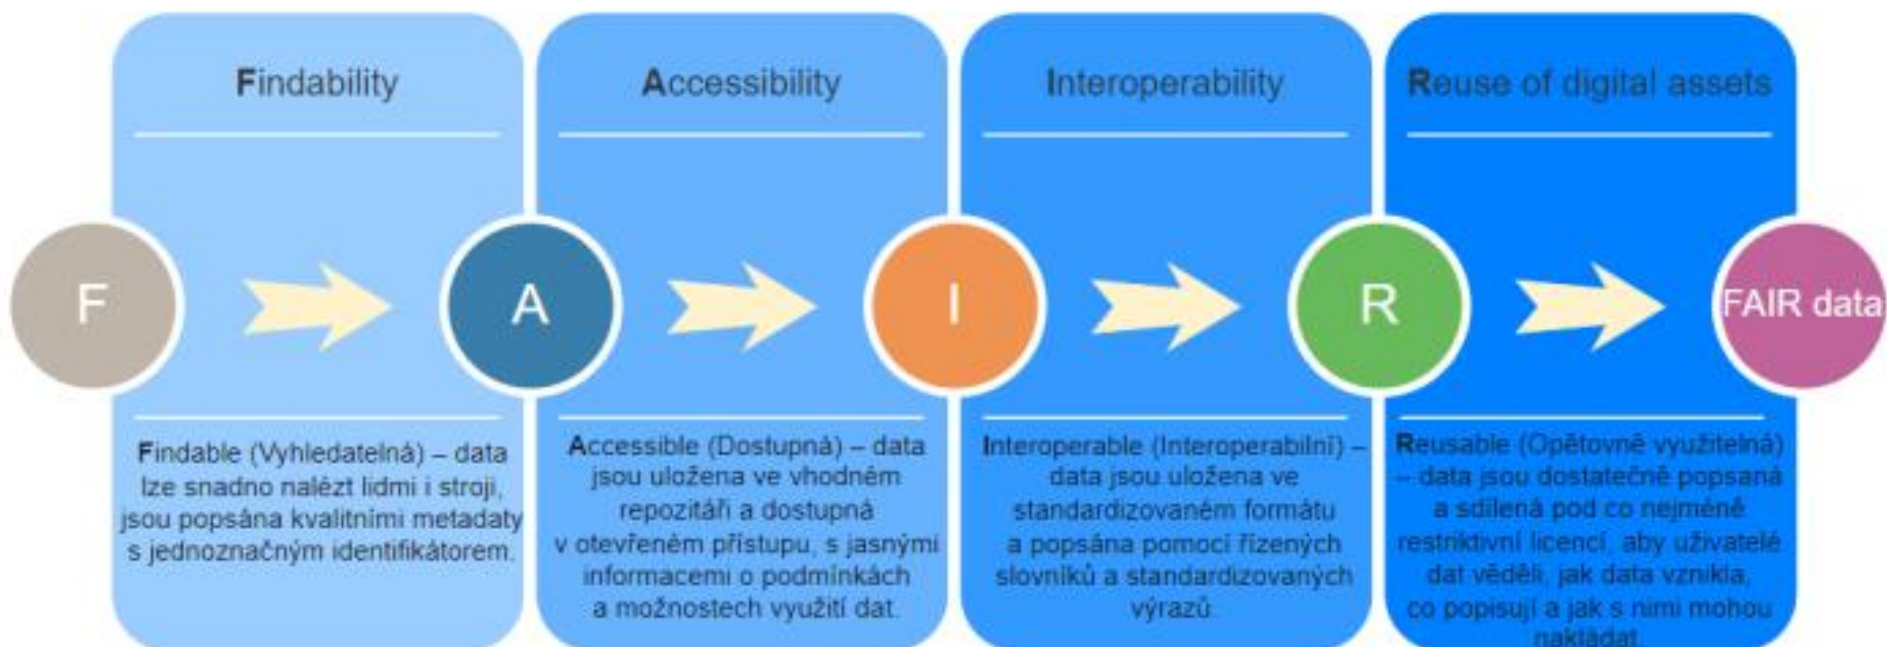 Findability
Accessibility
Interoperability
Reuse of digital assets
F
A
I
R
FAIR data
Findable (Vyhledatelná) – data
lze snadno nalézt lidmi i stroji,
jsou popsána kvalitními metadaty
s jednoznačným identifikátorem.
Accessible (Dostupná) – data
jsou uložena ve vhodném
repozitáři a dostupná
v otevřeném přístupu, s jasnými
informacemi o podmínkách
a možnostech využití dat.
Interoperable (Interoperabilní) –
data jsou uložena ve
standardizovaném formátu
a popsána pomocí řízených
slovníků a standardizovaných
výrazů.
Reusable (Opětovně využitelná)
– data jsou dostatečně popsaná
a sdílená pod co nejméně
restriktivní licencí, aby uživatelé
dat věděli, jak data vznikla,
co popisují a jak s nimi mohou
nakládat.